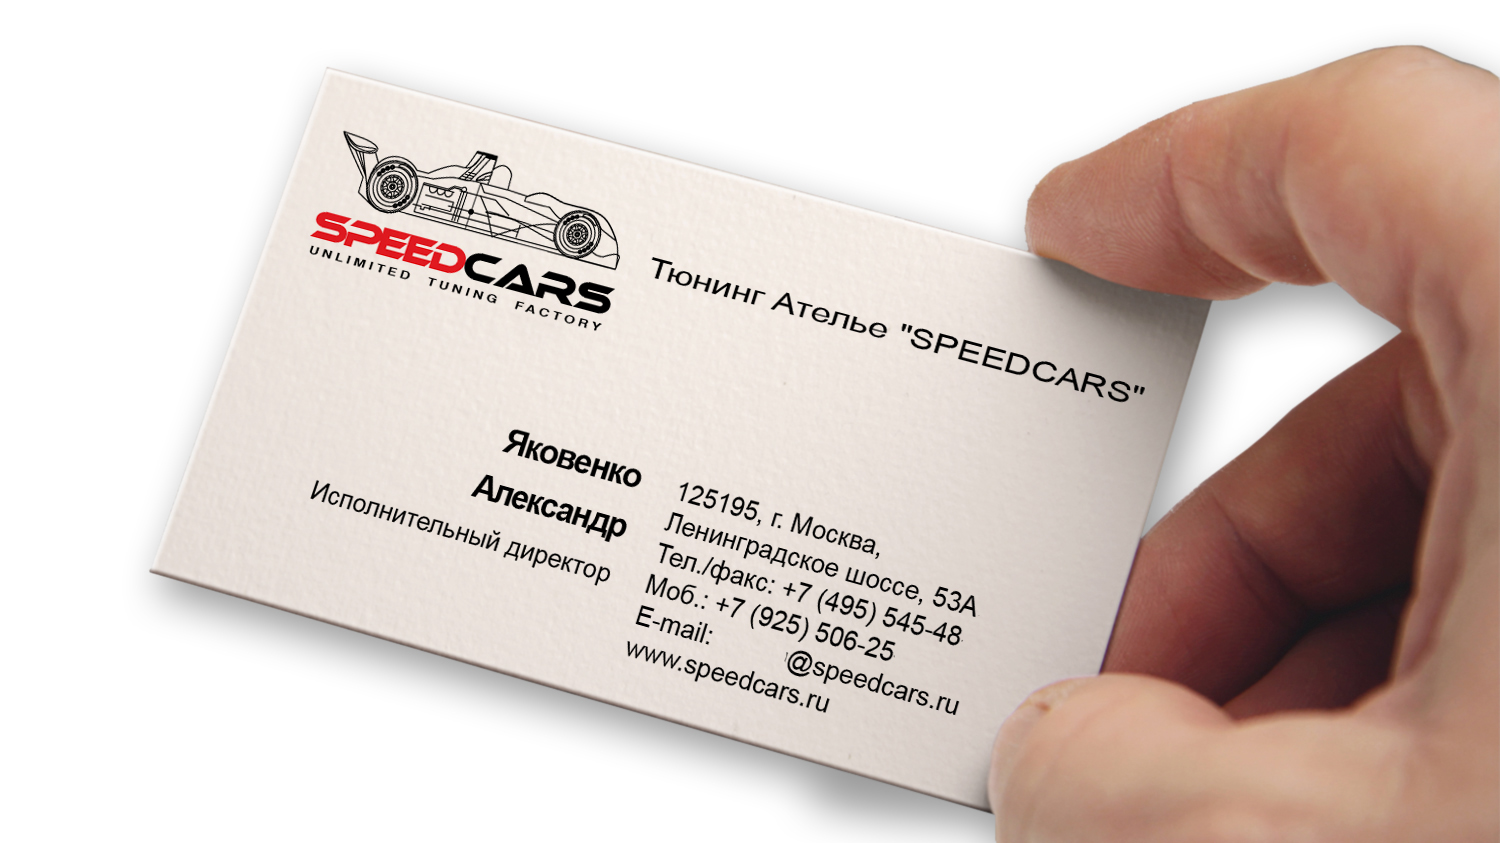 SPEEDCARS
UNLIMITED TUNING FACTORY
Тюнинг Ателье "SPEEDCARS"
Яковенко
Александр
Исполнительный директор
125195, г. Москва,
Ленинградское шоссе, 53А
Тел./факс: +7 (495) 545-48
Моб.: +7 (925) 506-25
E-mail: @speedcars.ru
www.speedcars.ru